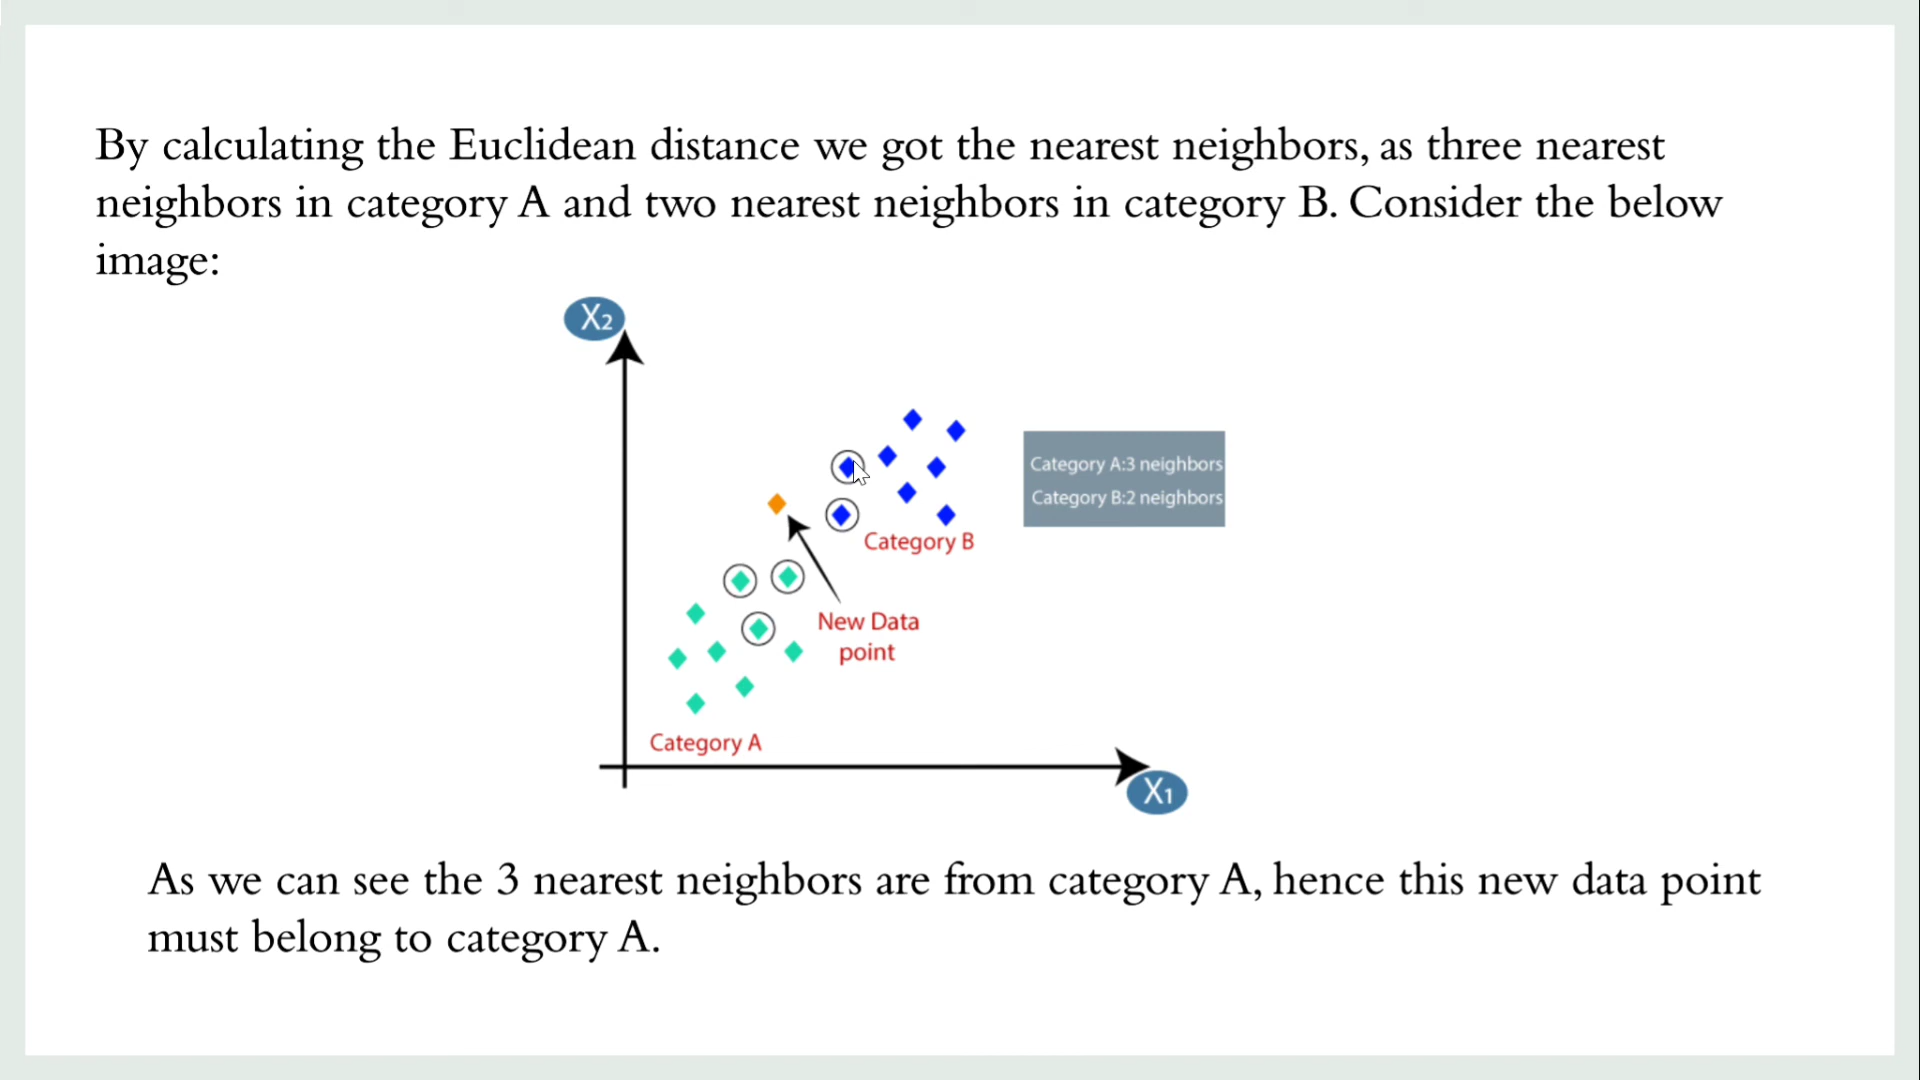 By calculating the Euclidean distance we got the nearest neighbors, as three nearest
neighbors in category A and two nearest neighbors in category B. Consider the below
image:
X₂
Category A:3 neighbors
Category B:2 neighbors
Category B
New Data
point
Category A
X₁
As we can see the 3 nearest neighbors are from category A, hence this new data point
must belong to category A.